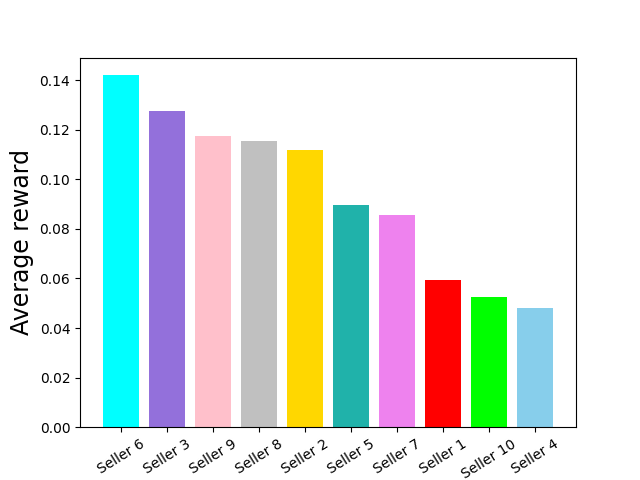 Average reward
0.14
0.12
0.10
0.08
0.06
0.04
0.02
0.00
Seller 6
Seller 3
Seller 9
Seller 8
Seller 2
Seller 5
Seller 7
Seller 1
Seller 10
Seller 4